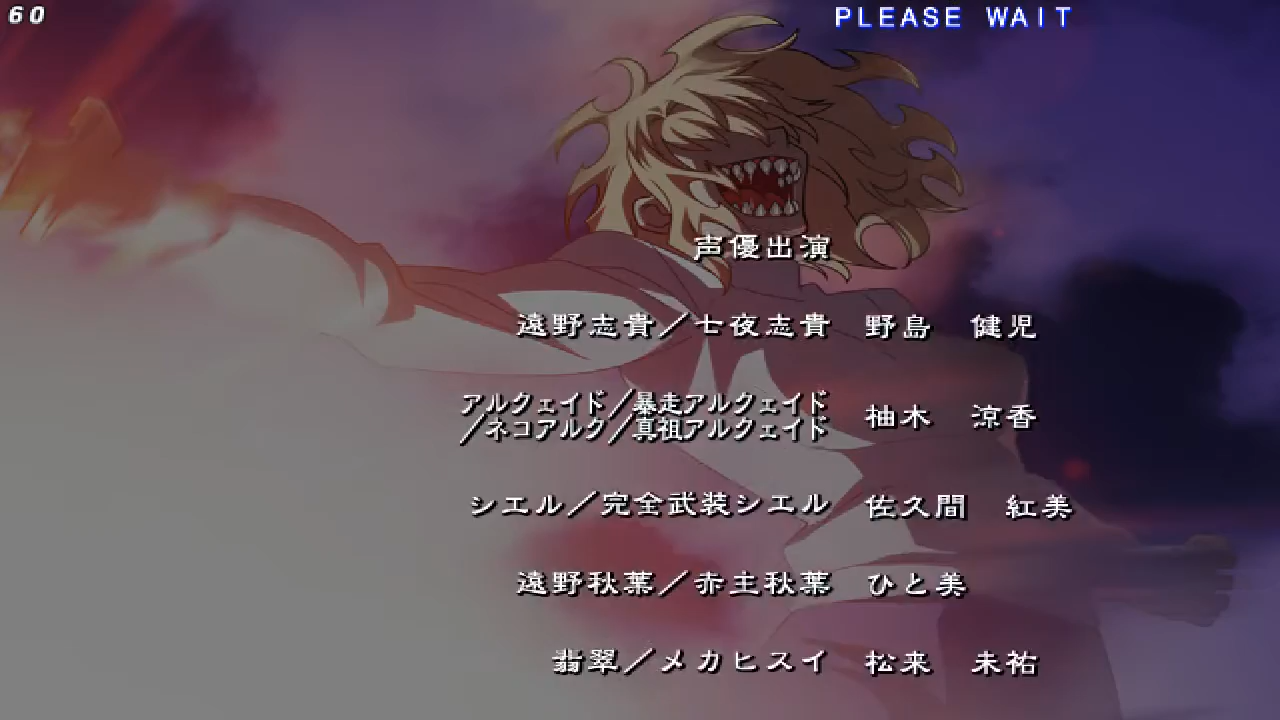 60
PLEASE WAIT
声優出演
遠野志貴／七夜志貴 野島 健児
アルクェイド／暴走アルクェイド
／ネコアルク／真祖アルクェイド 柚木 涼香
シエル／完全武装シエル 佐久間 紅美
遠野秋葉／赤主秋葉 ひと美
翡翠／メカヒスイ 松来 未祐